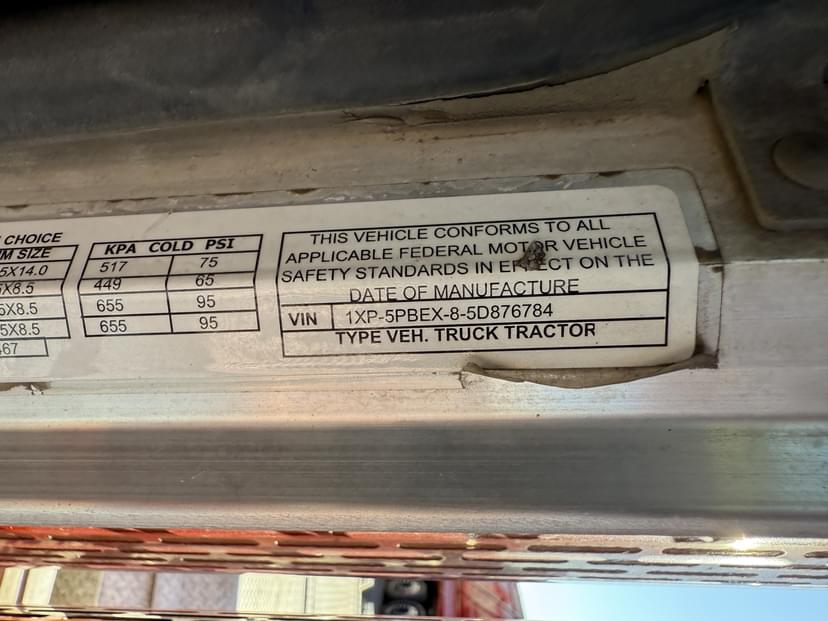 CHOICE
M SIZE
5X14.0
5X8.5
5X8.5
5X8.5
467
KPA COLD PSI
517 75
449 65
655 95
655 95
THIS VEHICLE CONFORMS TO ALL
APPLICABLE FEDERAL MOTOR VEHICLE
SAFETY STANDARDS IN EFFECT ON THE
DATE OF MANUFACTURE
VIN 1XP-5PBEX-8-5D876784
TYPE VEH. TRUCK TRACTOR